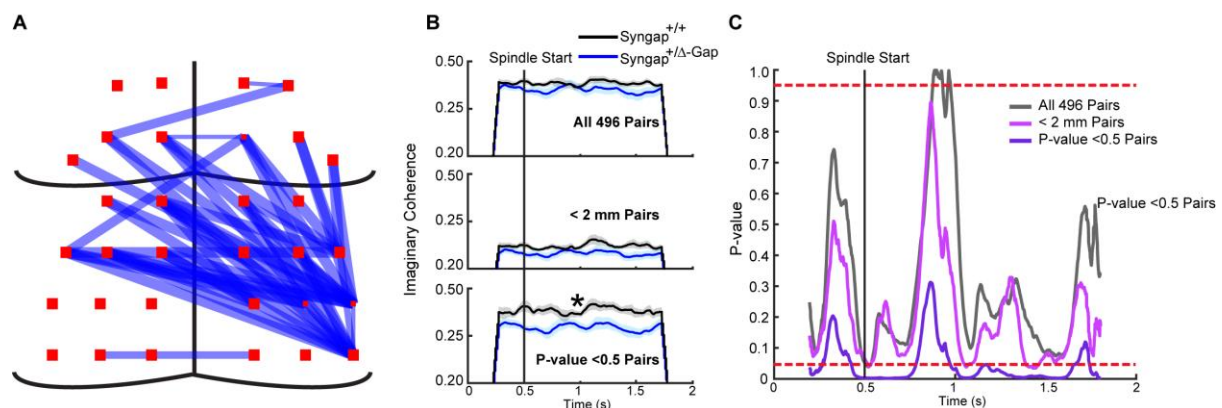 A
B
C
Syngap+/+
Syngap+/Δ-Gap
Spindle Start
0.50
0.25
0.20
All 496 Pairs
0.50
0.25
0.20
< 2 mm Pairs
0.50
0.25
0.20
*
P-value <0.5 Pairs
Imaginary Coherence
0 0.5 1 1.5 2
Time (s)
Spindle Start
1.0
0.9
0.8
0.7
0.6
0.5
0.4
0.3
0.2
0.1
0
P-value
All 496 Pairs
< 2 mm Pairs
P-value <0.5 Pairs
P-value <0.5 Pairs
0 0.5 1 1.5 2
Time (s)